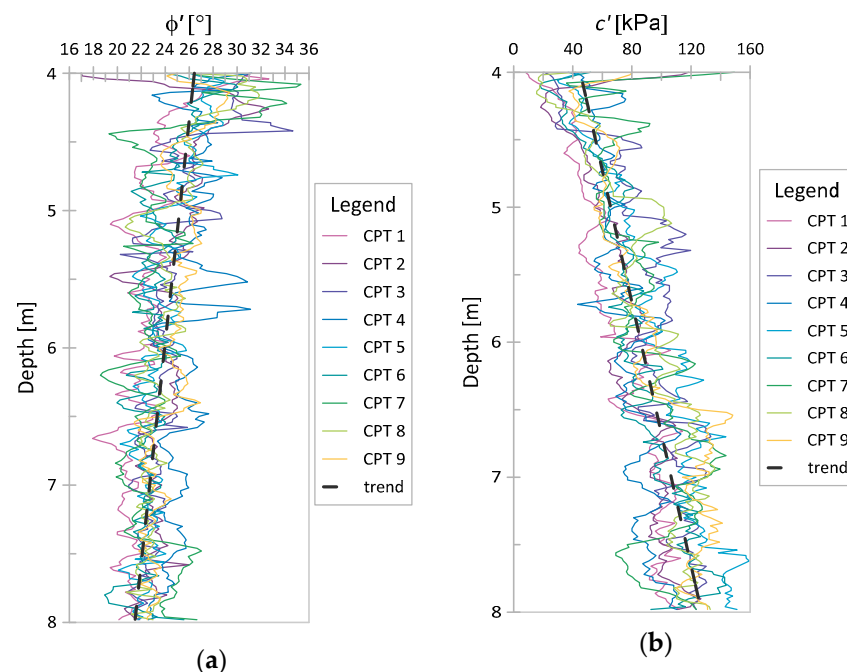 ϕ′ [°]
16 18 20 22 24 26 28 30 32 34 36
4
5
6
7
8
Depth [m]
Legend
CPT 1
CPT 2
CPT 3
CPT 4
CPT 5
CPT 6
CPT 7
CPT 8
CPT 9
trend
(a)
c′ [kPa]
0 40 60 80 100 120 160
4
5
6
7
8
Depth [m]
Legend
CPT 1
CPT 2
CPT 3
CPT 4
CPT 5
CPT 6
CPT 7
CPT 8
CPT 9
trend
(b)